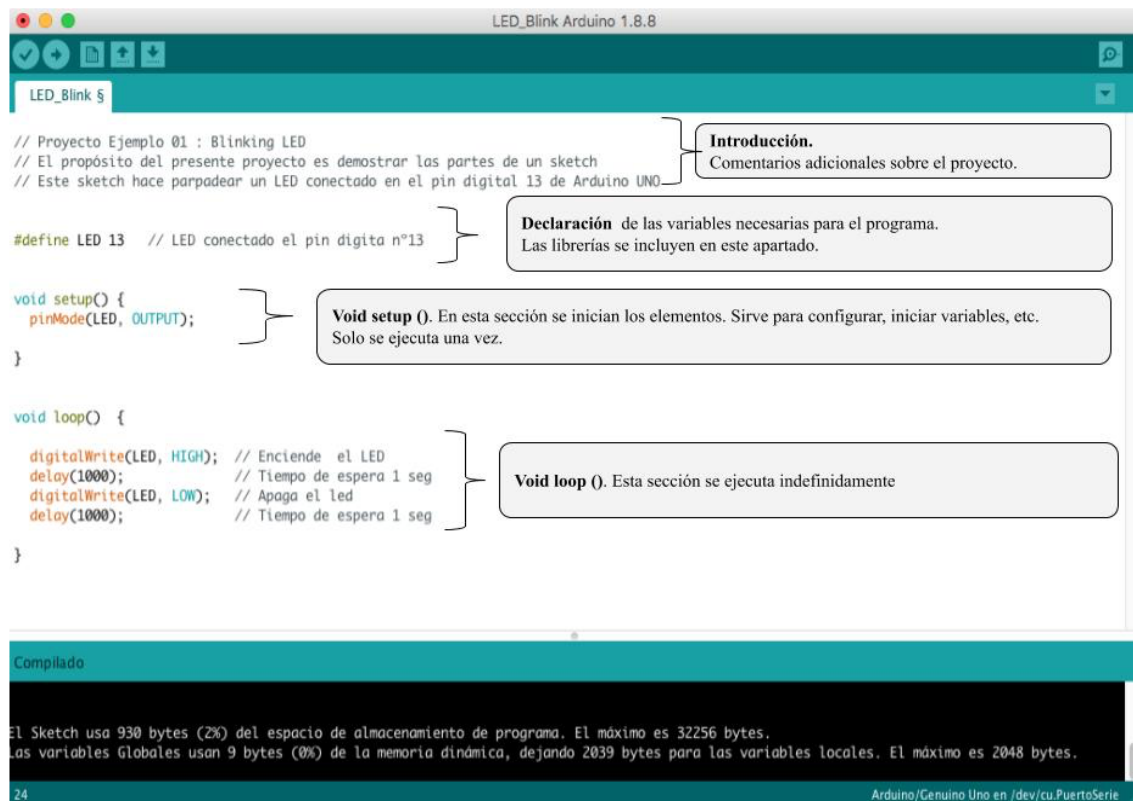 LED_Blink Arduino 1.8.8
LED_Blink §
// Proyecto Ejemplo 01 : Blinking LED
// El propósito del presente proyecto es demostrar las partes de un sketch
// Este sketch hace parpadear un LED conectado en el pin digital 13 de Arduino UNO
Introducción.
Comentarios adicionales sobre el proyecto.
#define LED 13 // LED conectado el pin digita nº13
Declaración de las variables necesarias para el programa.
Las librerías se incluyen en este apartado.
void setup() {
pinMode(LED, OUTPUT);
}
Void setup (). En esta sección se inician los elementos. Sirve para configurar, iniciar variables, etc.
Solo se ejecuta una vez.
void loop() {
digitalWrite(LED, HIGH); // Enciende el LED
delay(1000); // Tiempo de espera 1 seg
digitalWrite(LED, LOW); // Apaga el led
delay(1000); // Tiempo de espera 1 seg
}
Void loop (). Esta sección se ejecuta indefinidamente
Compilado
El Sketch usa 930 bytes (2%) del espacio de almacenamiento de programa. El máximo es 32256 bytes.
Las variables Globales usan 9 bytes (0%) de la memoria dinámica, dejando 2039 bytes para las variables locales. El máximo es 2048 bytes.
24
Arduino/Genuino Uno en /dev/cu.PuertoSerie